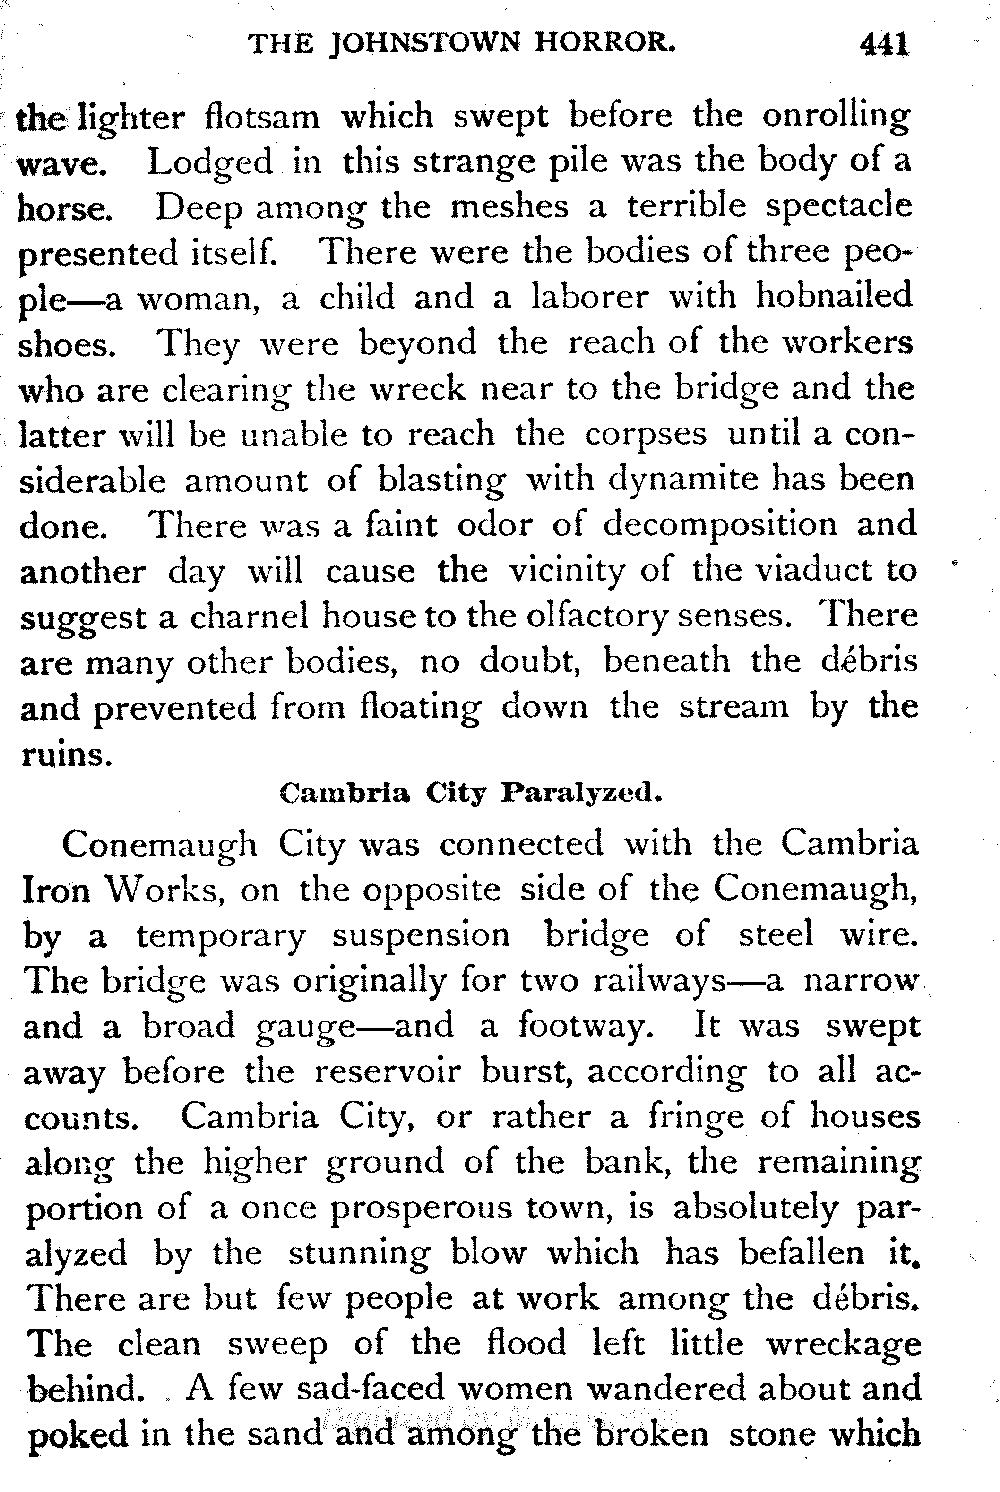 THE JOHNSTOWN HORROR. 441
the lighter flotsam which swept before the onrolling
wave. Lodged in this strange pile was the body of a
horse. Deep among the meshes a terrible spectacle
presented itself. There were the bodies of three peo-
ple—a woman, a child and a laborer with hobnailed
shoes. They were beyond the reach of the workers
who are clearing the wreck near to the bridge and the
latter will be unable to reach the corpses until a con-
siderable amount of blasting with dynamite has been
done. There was a faint odor of decomposition and
another day will cause the vicinity of the viaduct to
suggest a charnel house to the olfactory senses. There
are many other bodies, no doubt, beneath the débris
and prevented from floating down the stream by the
ruins.
Cambria City Paralyzed.
Conemaugh City was connected with the Cambria
Iron Works, on the opposite side of the Conemaugh,
by a temporary suspension bridge of steel wire.
The bridge was originally for two railways—a narrow
and a broad gauge—and a footway. It was swept
away before the reservoir burst, according to all ac-
counts. Cambria City, or rather a fringe of houses
along the higher ground of the bank, the remaining
portion of a once prosperous town, is absolutely par-
alyzed by the stunning blow which has befallen it.
There are but few people at work among the débris.
The clean sweep of the flood left little wreckage
behind. A few sad-faced women wandered about and
poked in the sand and among the broken stone which